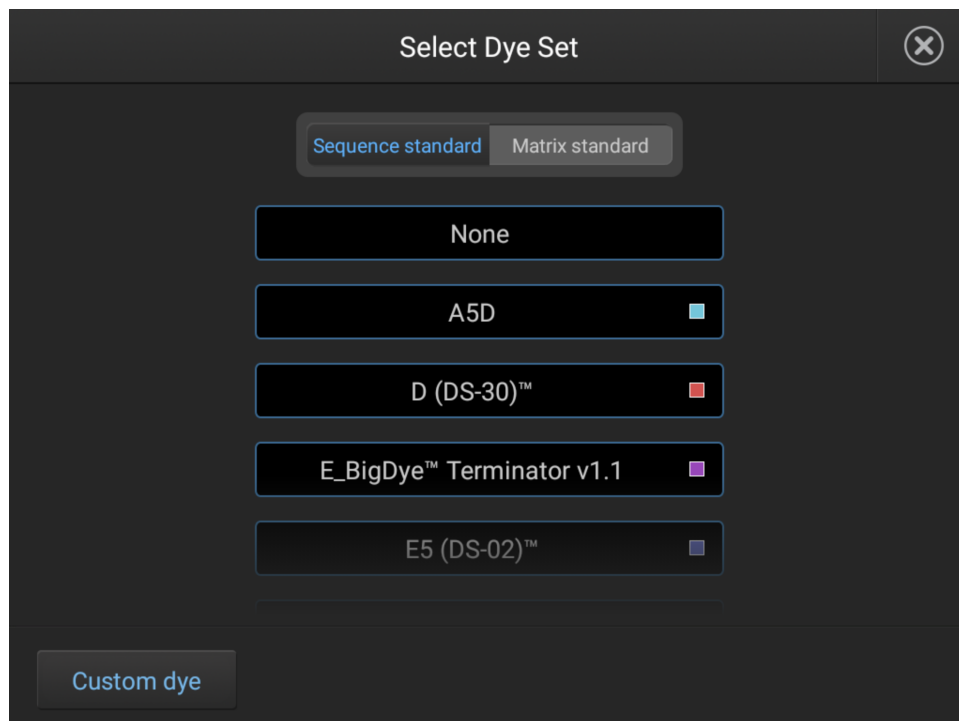 Select Dye Set
Sequence standard Matrix standard
None
A5D
D (DS-30)™
E_BigDye™ Terminator v1.1
E5 (DS-02)™
Custom dye